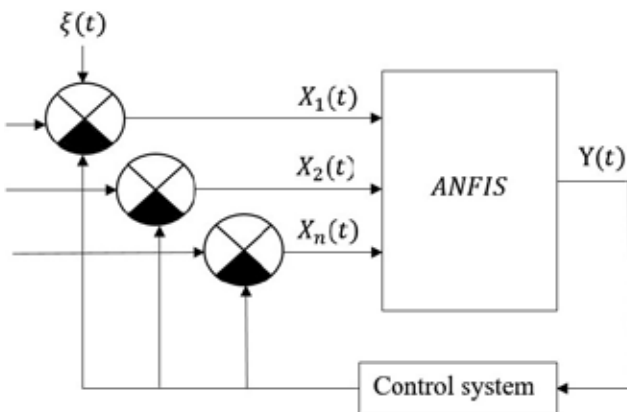 ξ(t)
X₁(t)
X₂(t)
Xₙ(t)
ANFIS
Y(t)
Control system